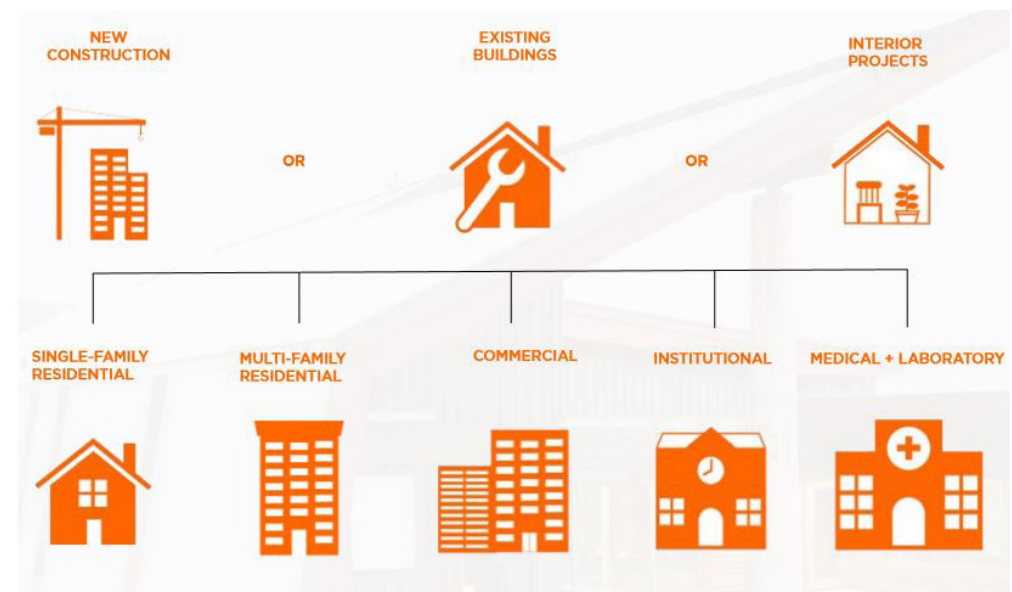 NEW
CONSTRUCTION
EXISTING
BUILDINGS
INTERIOR
PROJECTS
OR
OR
SINGLE-FAMILY
RESIDENTIAL
MULTI-FAMILY
RESIDENTIAL
COMMERCIAL
INSTITUTIONAL
MEDICAL + LABORATORY